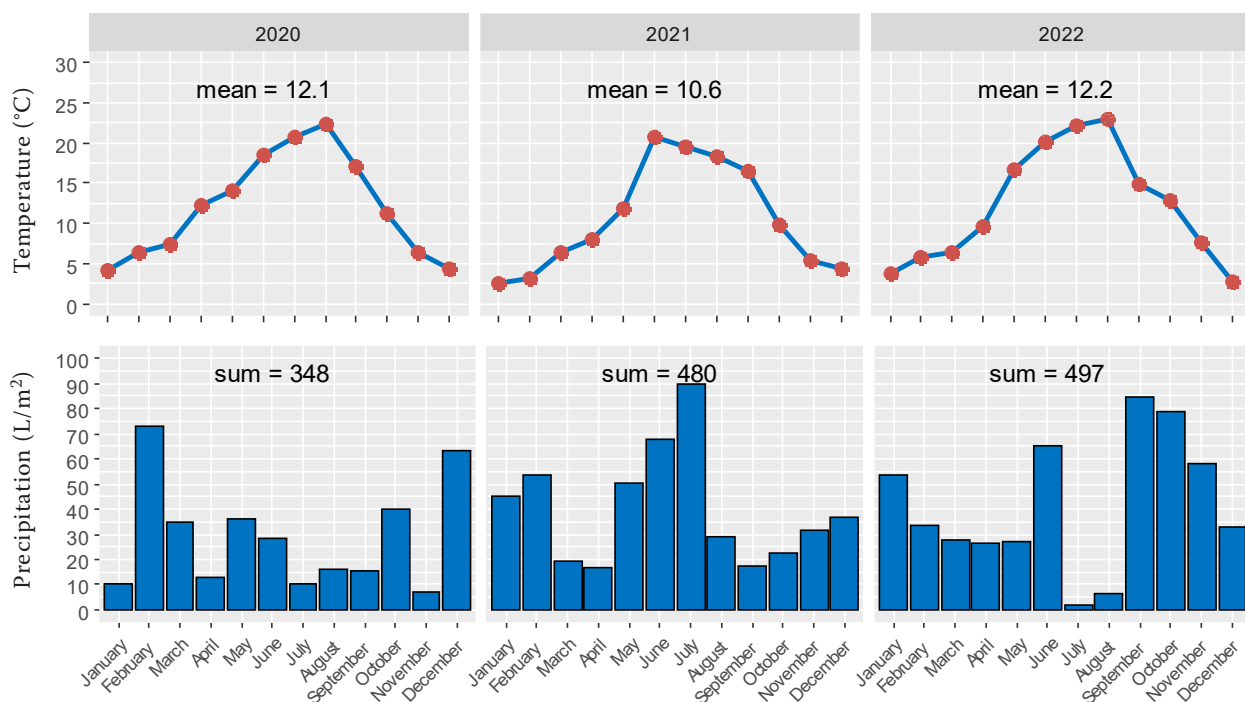 2020 2021 2022
Temperature (°C)
30
25
20
15
10
5
0
mean = 12.1 mean = 10.6 mean = 12.2
Precipitation (L/m²)
100
90
80
70
60
50
40
30
20
10
0
sum = 348 sum = 480 sum = 497
January February March April May June July August September October November December
January February March April May June July August September October November December
January February March April May June July August September October November December